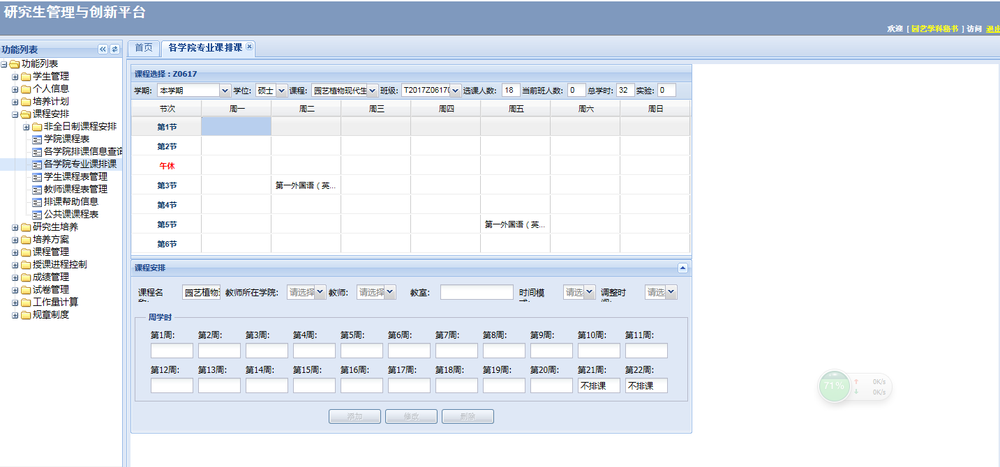 研究生管理与创新平台
欢迎 [ 园艺学科秘书 ] 访问 退出
功能列表
功能列表
学生管理
个人信息
培养计划
课程安排
非全日制课程安排
学院课程表
各学院排课信息查询
各学院专业课排课
学生课程表管理
教师课程表管理
排课帮助信息
公共课课程表
研究生培养
培养方案
课程管理
授课进程控制
成绩管理
试卷管理
工作量计算
规章制度
首页 各学院专业课排课
课程选择：Z0617
学期: 本学期 学位: 硕士 课程: 园艺植物现代生 班级: T2017Z0617( 选课人数: 18 当前班人数: 0 总学时: 32 实验: 0
节次 周一 周二 周三 周四 周五 周六 周日
第1节
第2节
午休
第3节 第一外国语（英...
第4节
第5节 第一外国语（英...
第6节
课程安排
课程名称: 园艺植物 教师所在学院: 请选择 教师: 请选择 教室: 时间模式: 请选 调整时间: 请选
周学时
第1周: 第2周: 第3周: 第4周: 第5周: 第6周: 第7周: 第8周: 第9周: 第10周: 第11周:
第12周: 第13周: 第14周: 第15周: 第16周: 第17周: 第18周: 第19周: 第20周: 第21周: 第22周:
不排课 不排课
添加 修改 删除
71% 0K/s
0K/s